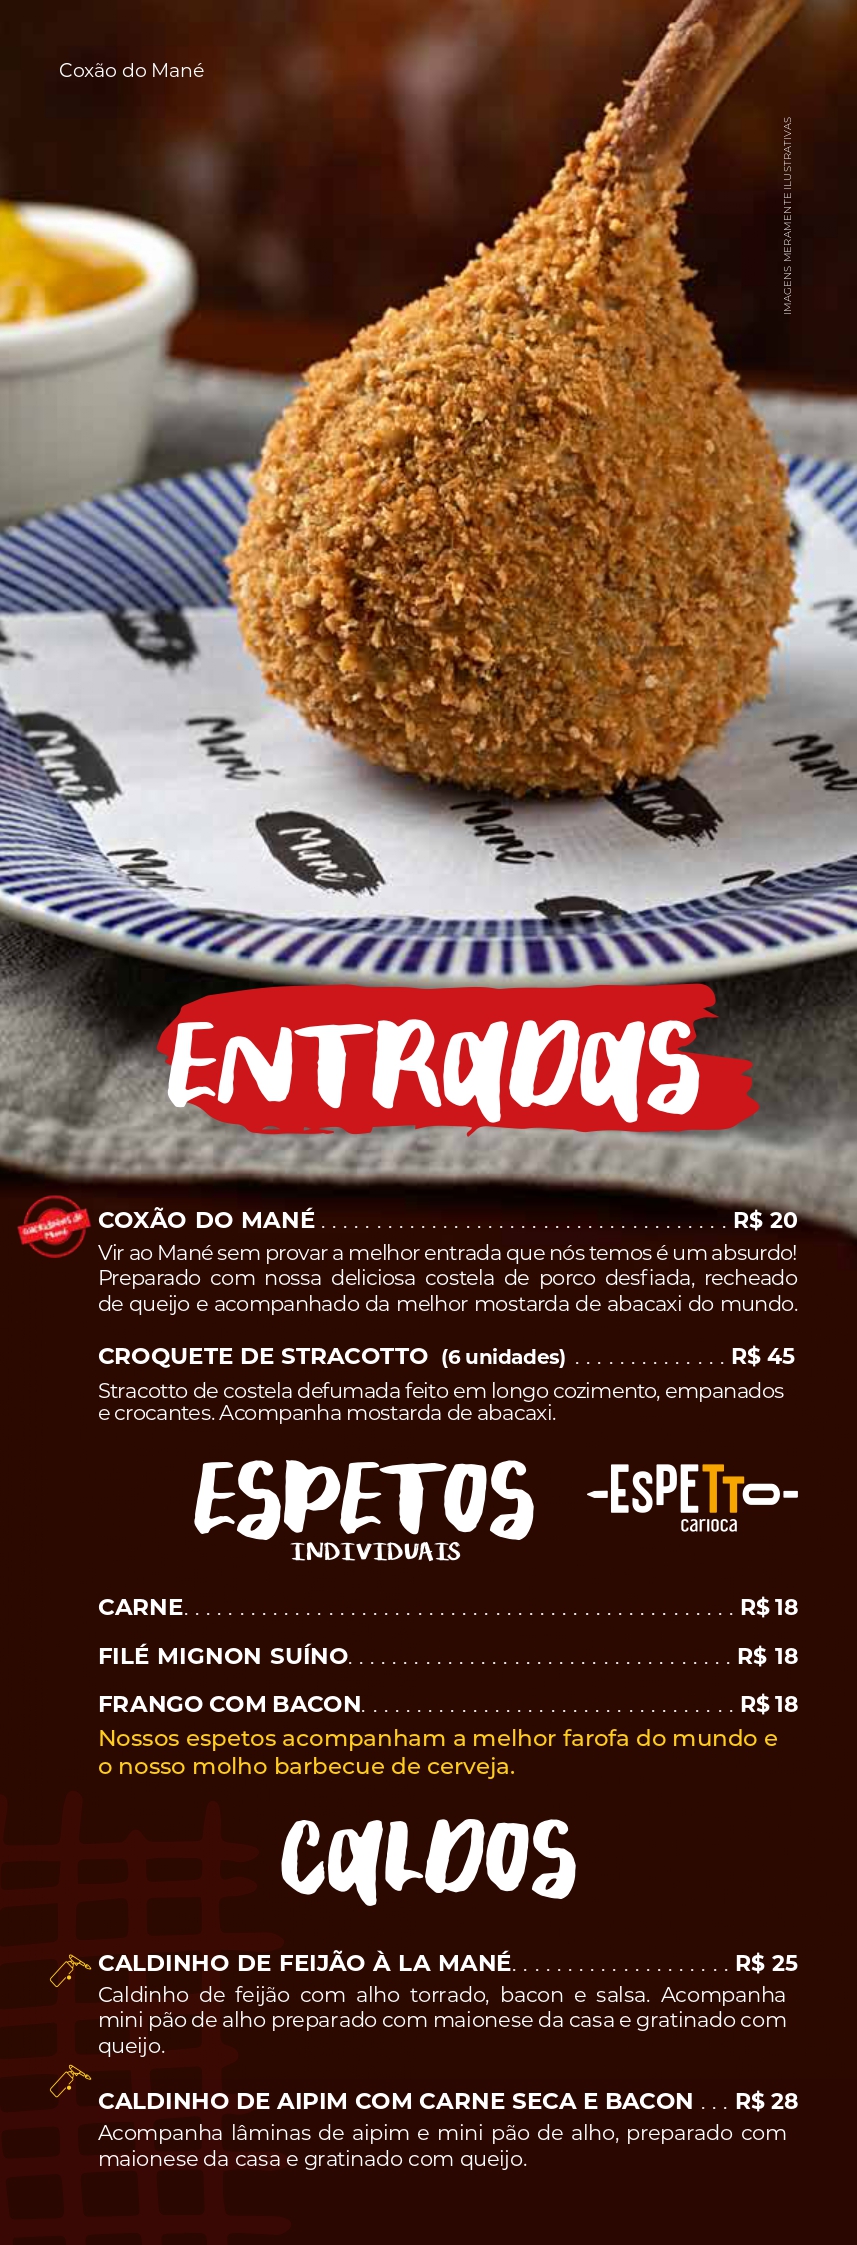 Coxão do Mané
IMAGENS MERAMENTE ILUSTRATIVAS
Mané
Mané
Mané
Mané
Mané
Mané
ENTRADAS
COXÃO DO MANÉ . . . . . . . . . . . . . . . . . . . . . . . . . . . . . . . . . . . . R$ 20
Vir ao Mané sem provar a melhor entrada que nós temos é um absurdo!
Preparado com nossa deliciosa costela de porco desfiada, recheado
de queijo e acompanhado da melhor mostarda de abacaxi do mundo.
CROQUETE DE STRACOTTO (6 unidades) . . . . . . . . . . . . . . R$ 45
Stracotto de costela defumada feito em longo cozimento, empanados
e crocantes. Acompanha mostarda de abacaxi.
ESPETOS
INDIVIDUAIS
ESPETTO
carioca
CARNE. . . . . . . . . . . . . . . . . . . . . . . . . . . . . . . . . . . . . . . . . R$ 18
FILÉ MIGNON SUÍNO. . . . . . . . . . . . . . . . . . . . . . . . . . . . . . . . . . . R$ 18
FRANGO COM BACON. . . . . . . . . . . . . . . . . . . . . . . . . . . . . . . . . R$ 18
Nossos espetos acompanham a melhor farofa do mundo e
o nosso molho barbecue de cerveja.
CALDOS
CALDINHO DE FEIJÃO À LA MANÉ. . . . . . . . . . . . . . . . . . . . R$ 25
Caldinho de feijão com alho torrado, bacon e salsa. Acompanha
mini pão de alho preparado com maionese da casa e gratinado com
queijo.
CALDINHO DE AIPIM COM CARNE SECA E BACON . . . R$ 28
Acompanha lâminas de aipim e mini pão de alho, preparado com
maionese da casa e gratinado com queijo.